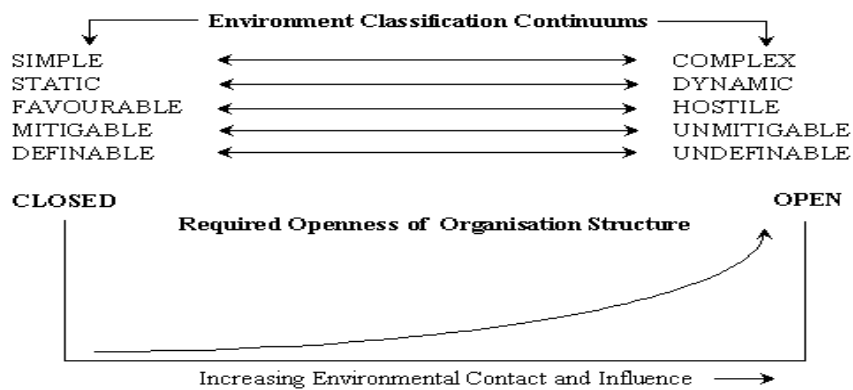 Environment Classification Continuums
SIMPLE COMPLEX
STATIC DYNAMIC
FAVOURABLE HOSTILE
MITIGABLE UNMITIGABLE
DEFINABLE UNDEFINABLE
CLOSED OPEN
Required Openness of Organisation Structure
Increasing Environmental Contact and Influence